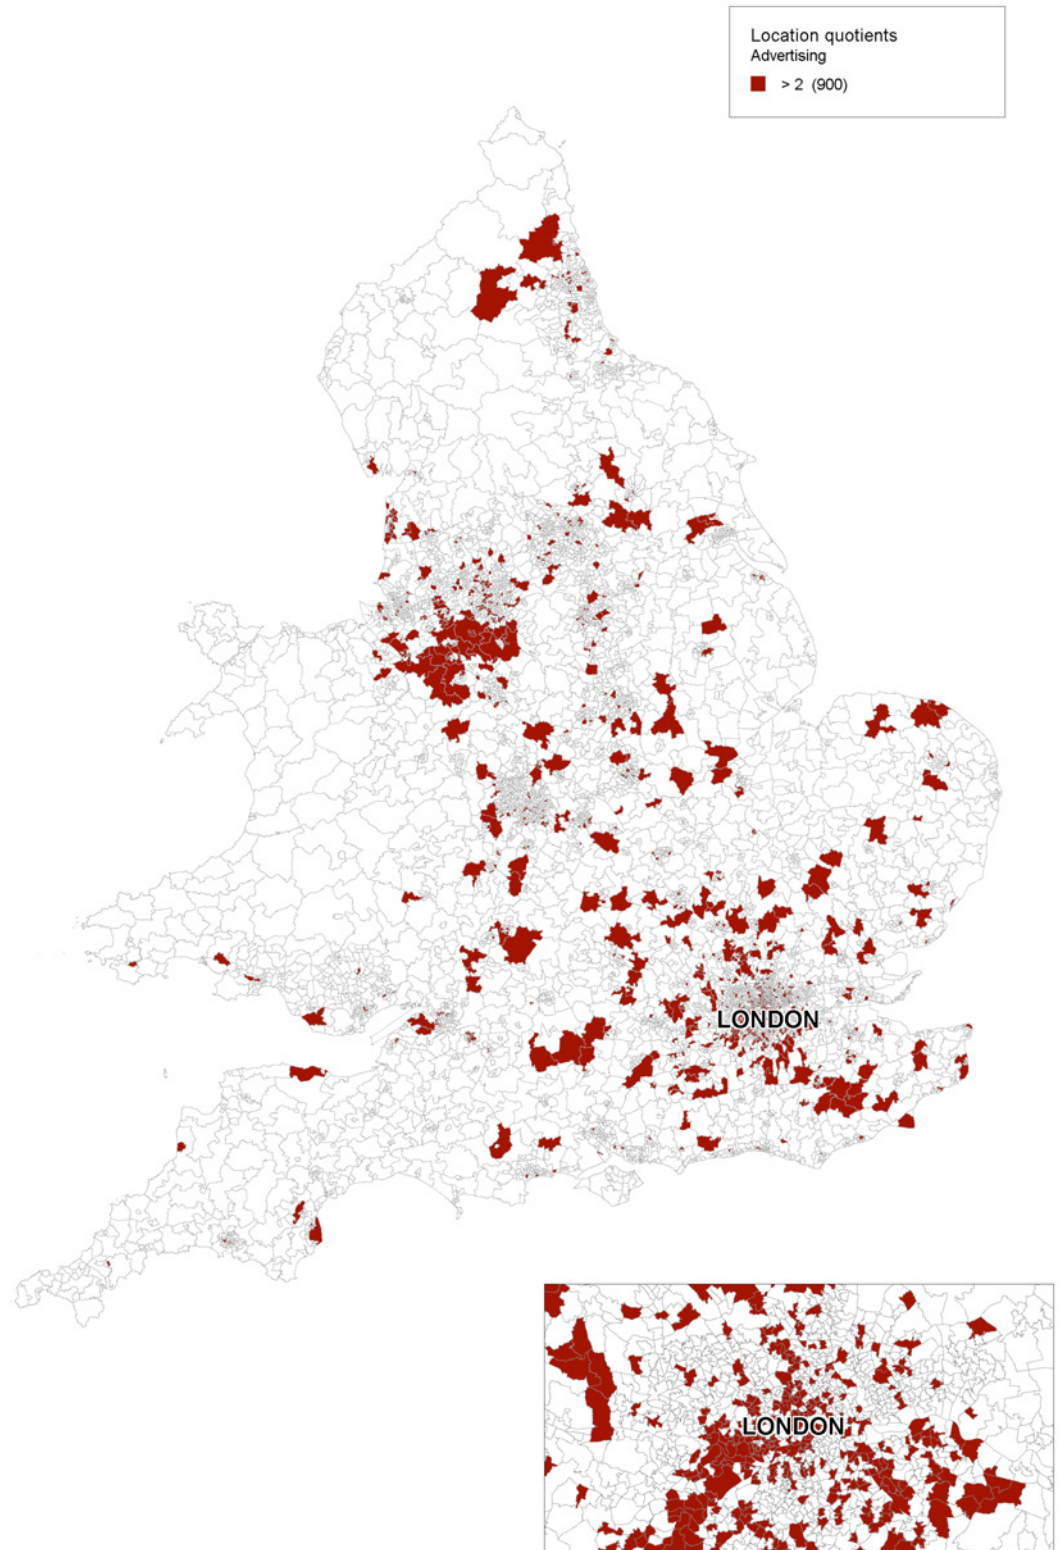 Location quotients
Advertising
> 2 (900)
LONDON
LONDON